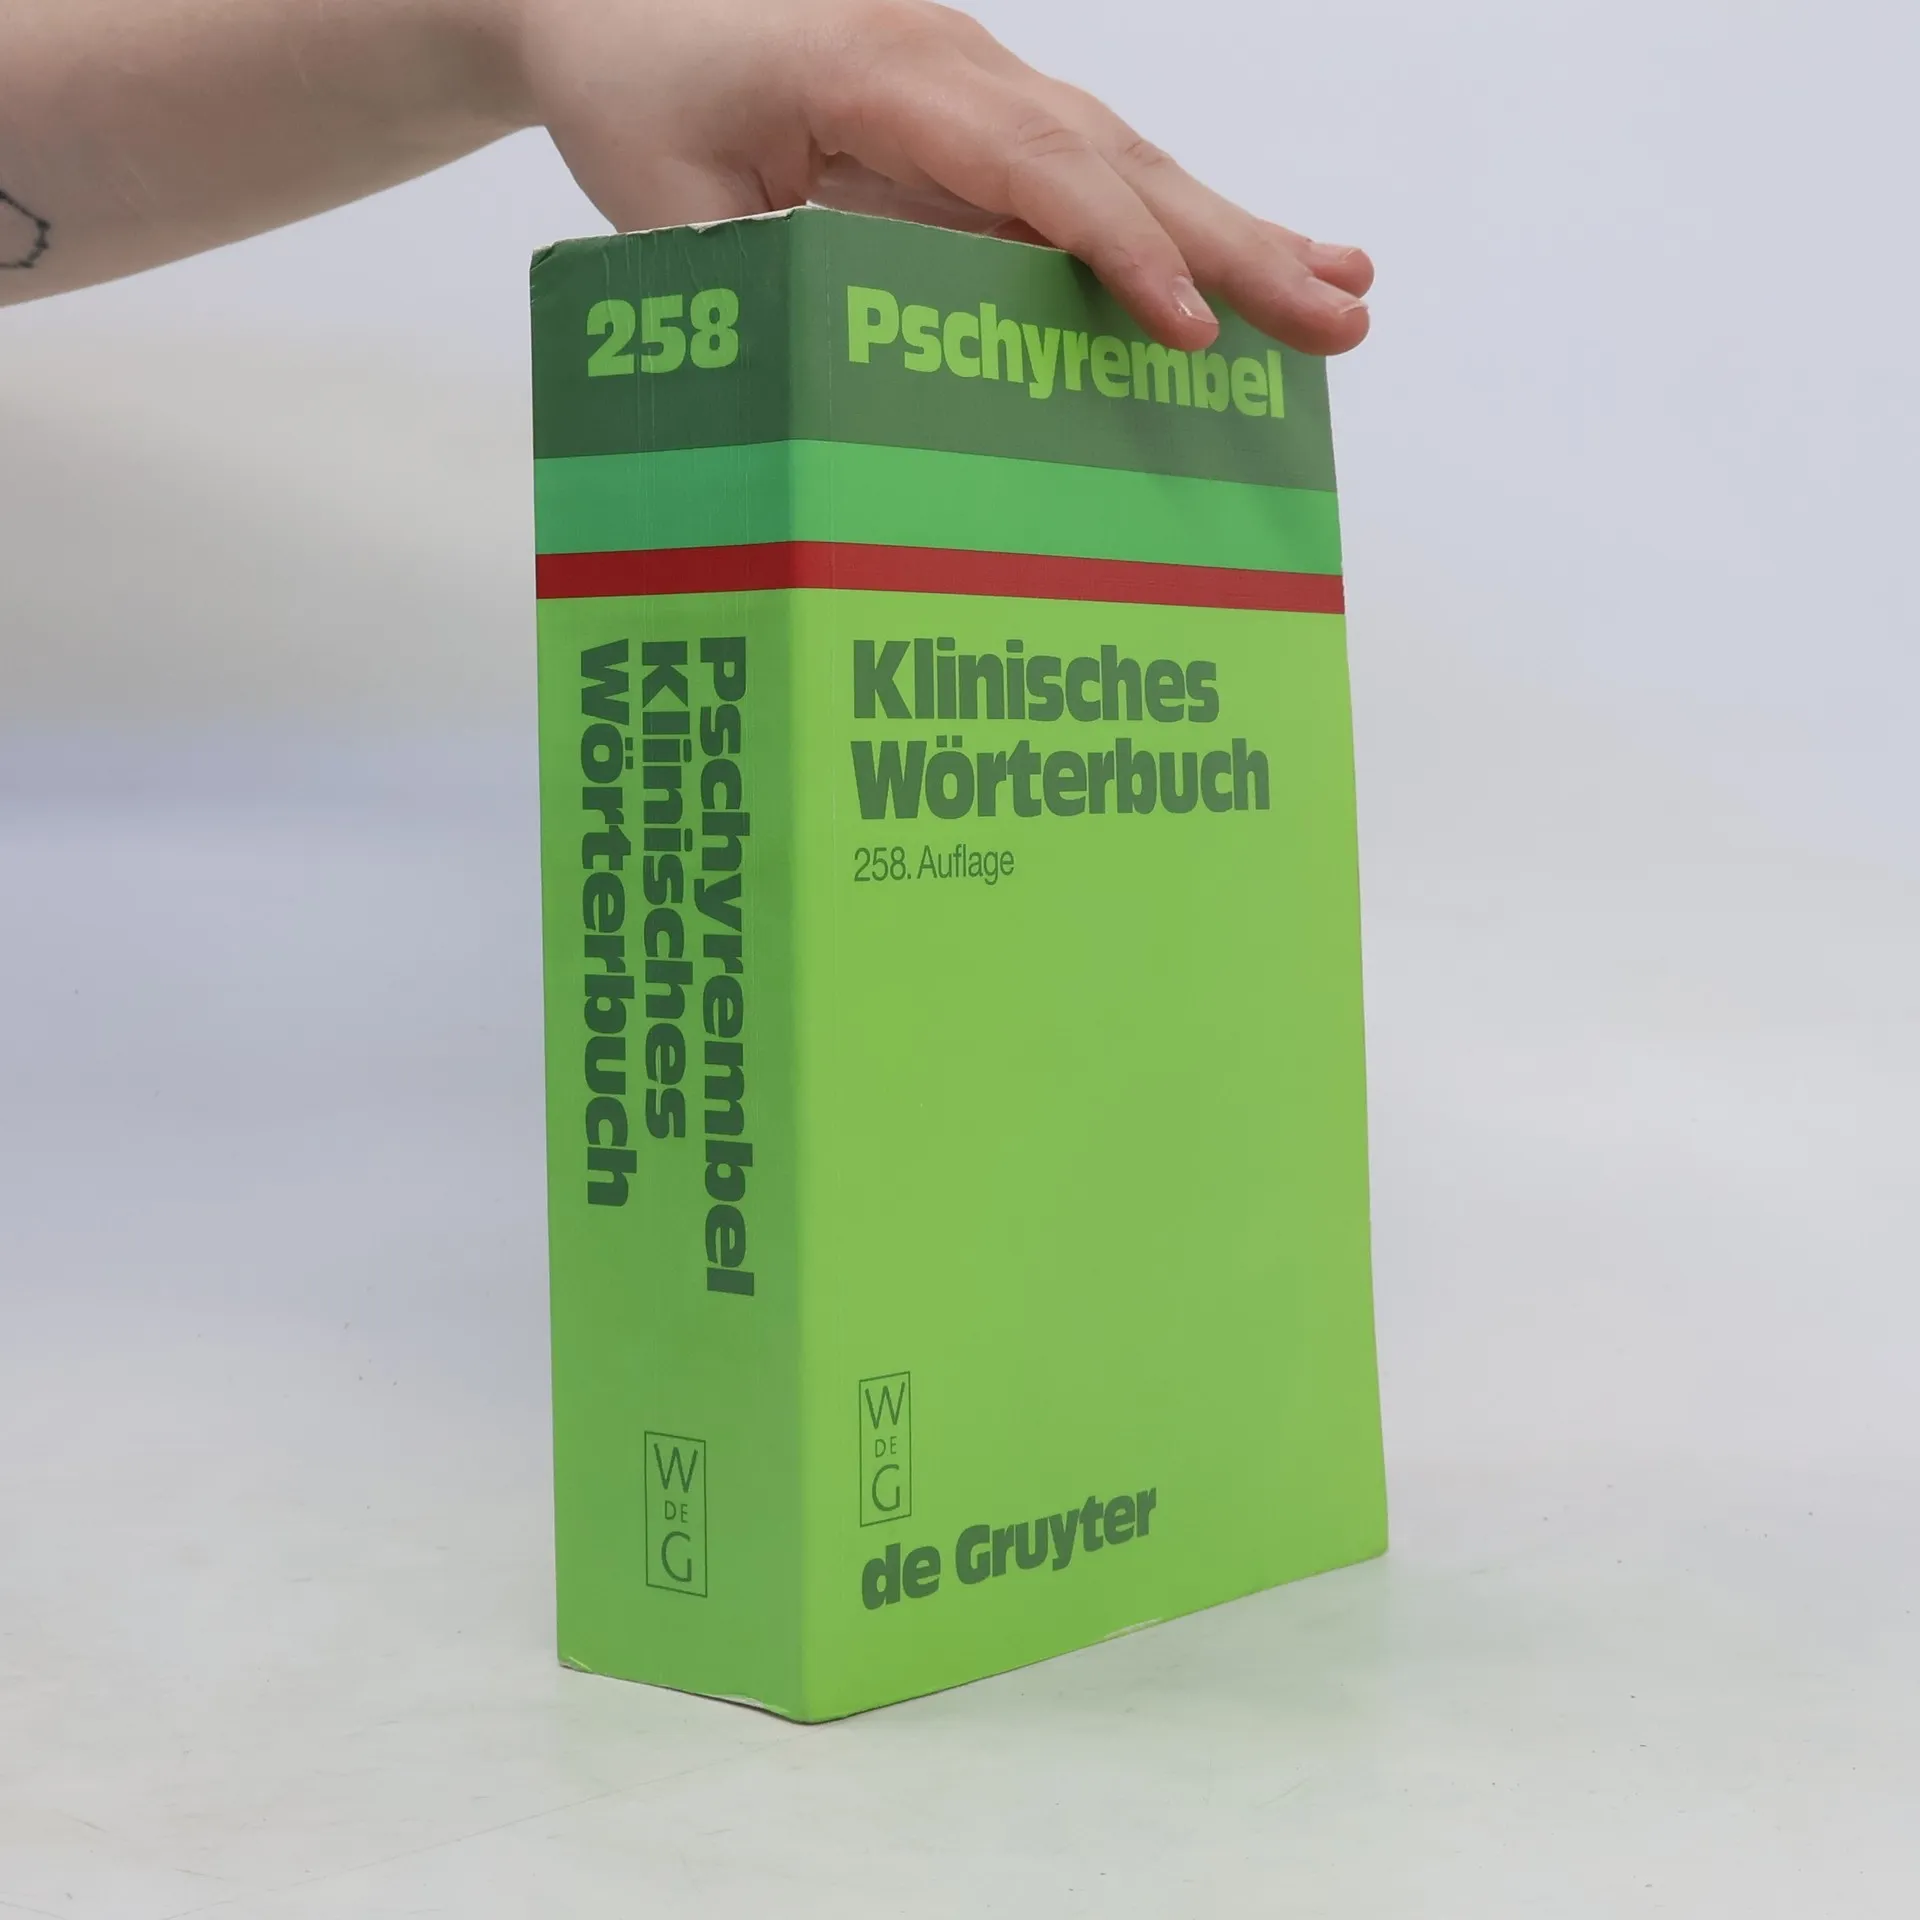 258
Pschyrembel
Klinisches
Wörterbuch
Pschyrembel
Klinisches
Wörterbuch
258. Auflage
W
DE
G
W
DE
G
de Gruyter